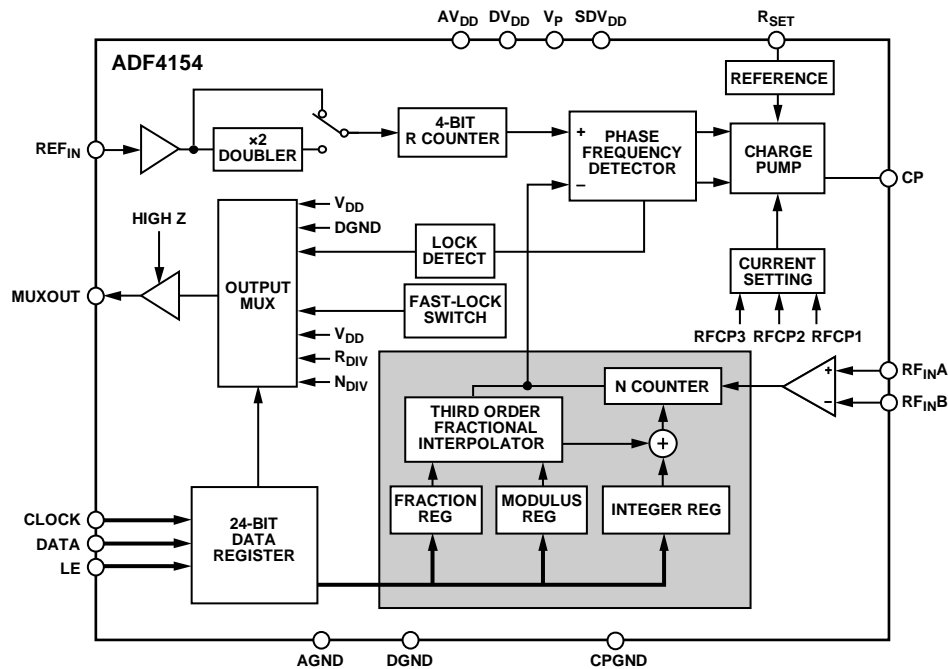 AVDD DVDD VP SDVDD RSET
ADF4154
REFERENCE
×2
DOUBLER
4-BIT
R COUNTER
+
–
PHASE
FREQUENCY
DETECTOR
CHARGE
PUMP
REFIN
CP
HIGH Z
VDD
DGND
LOCK
DETECT
OUTPUT
MUX
MUXOUT
FAST-LOCK
SWITCH
VDD
RDIV
NDIV
CURRENT
SETTING
RFCP3 RFCP2 RFCP1
N COUNTER
+
–
RFINA
RFINB
THIRD ORDER
FRACTIONAL
INTERPOLATOR
+
FRACTION
REG
MODULUS
REG
INTEGER REG
CLOCK
DATA
LE
24-BIT
DATA
REGISTER
AGND DGND CPGND